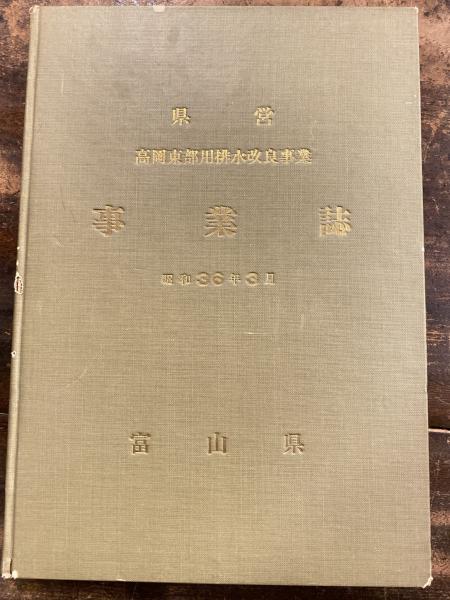 県営
高岡東部用排水改良事業
事業誌
昭和36年3月
富山県